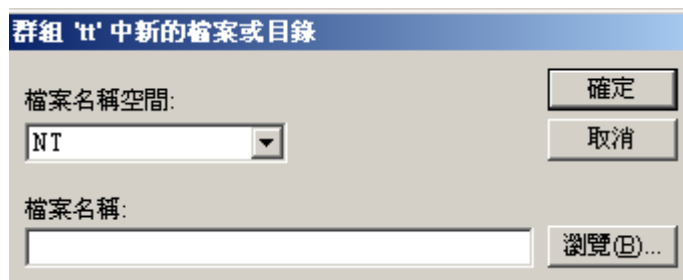 群組 'tt' 中新的檔案或目錄
檔案名稱空間:
確定
NT
取消
檔案名稱:
瀏覽(B)...